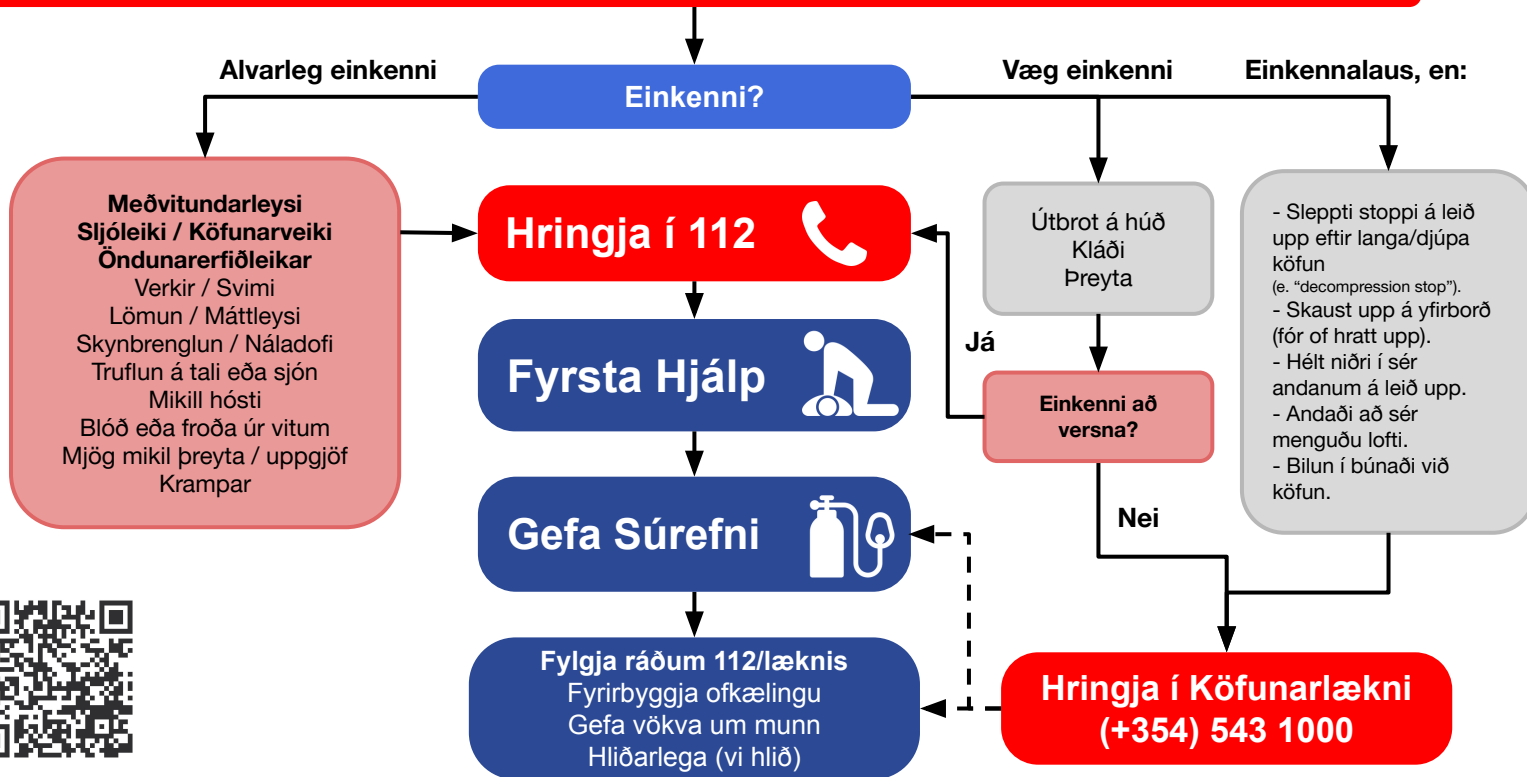 Alvarleg einkenni
Einkenni?
Væg einkenni
Einkennalaus, en:
Meðvitundarleysi
Sljóleiki / Köfunarveiki
Öndunarerfiðleikar
Verkir / Svimi
Lömun / Máttleysi
Skynbrenglun / Náladofi
Truflun á tali eða sjón
Mikill hósti
Blóð eða froða úr vitum
Mjög mikil þreyta / uppgjöf
Krampar
Hringja í 112
Fyrsta Hjálp
Gefa Súrefni
Fylgja ráðum 112/læknis
Fyrirbyggja ofkælingu
Gefa vökva um munn
Hliðarlega (vi hlið)
Útbrot á húð
Kláði
Þreyta
Já
Einkenni að
versna?
Nei
- Sleppti stoppi á leið
upp eftir langa/djúpa
köfun
(e. “decompression stop”).
- Skaust upp á yfirborð
(fór of hratt upp).
- Hélt niðri í sér
andanum á leið upp.
- Andaði að sér
menguðu lofti.
- Bilun í búnaði við
köfun.
Hringja í Köfunarlækni
(+354) 543 1000